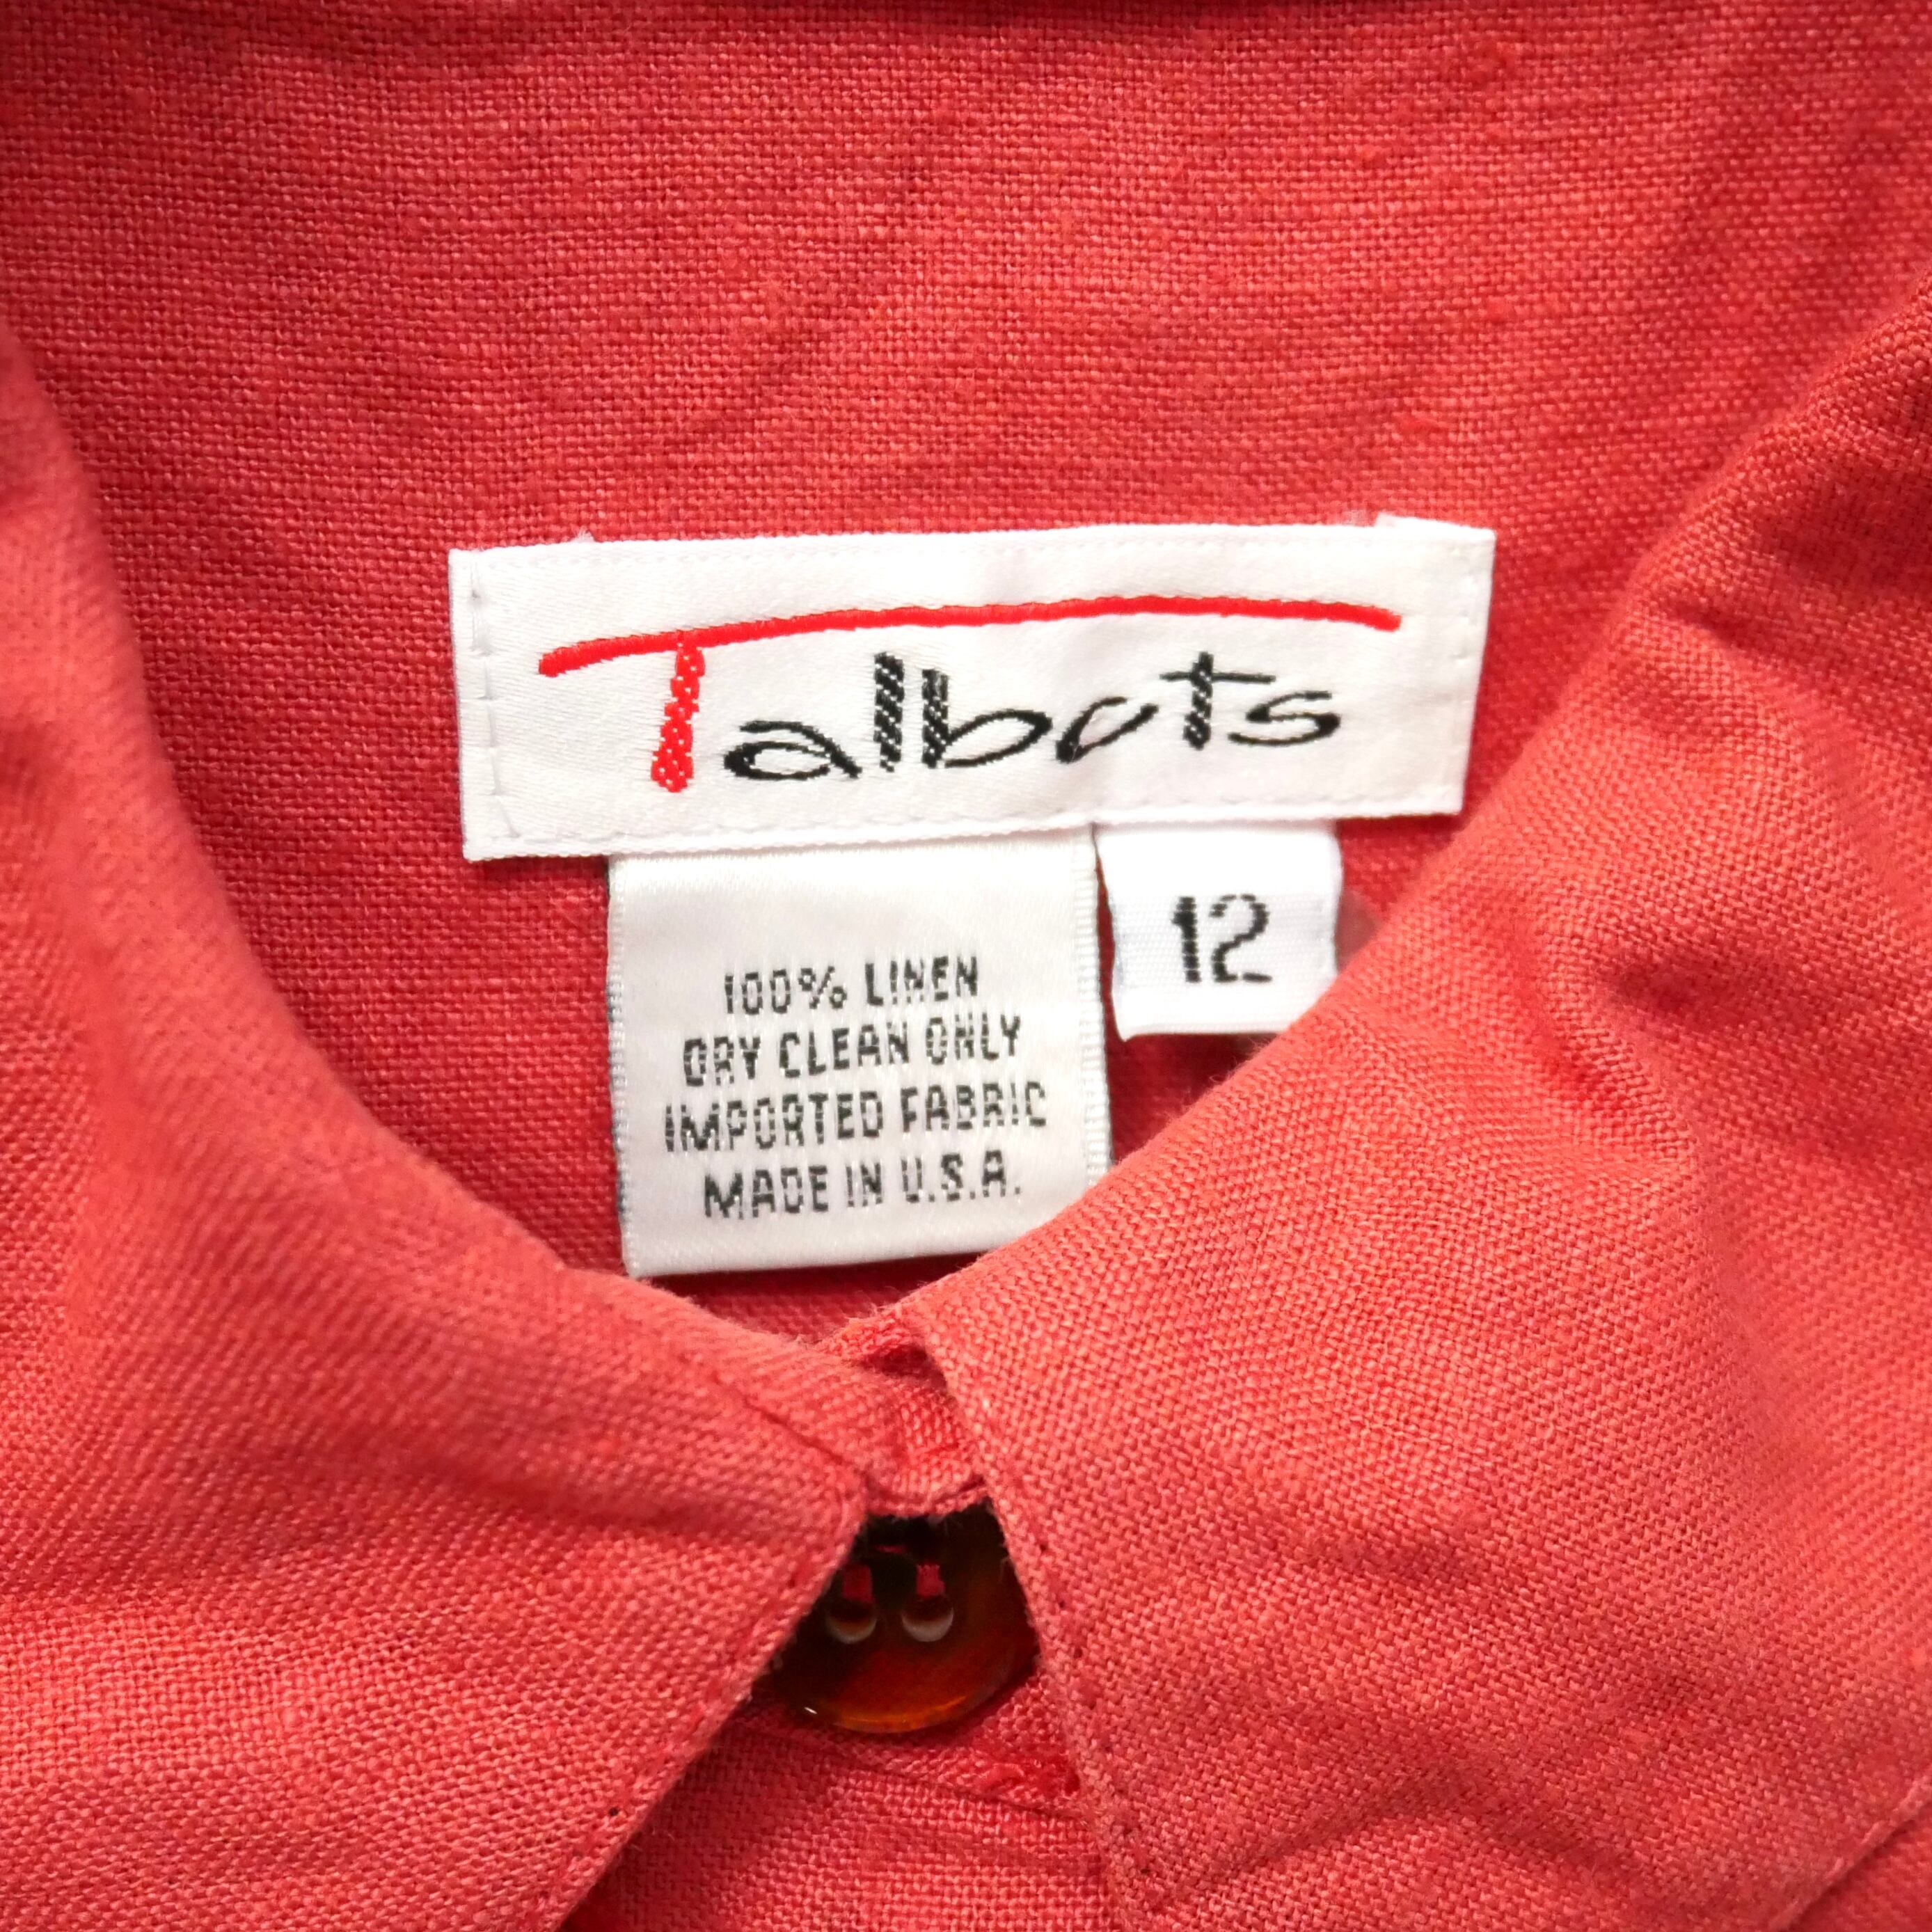 Talbots
12
100% LINEN
DRY CLEAN ONLY
IMPORTED FABRIC
MADE IN U.S.A.